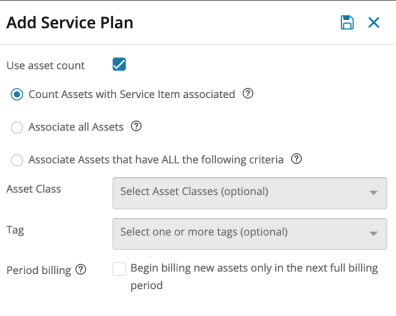 Add Service Plan
Use asset count
Count Assets with Service Item associated
Associate all Assets
Associate Assets that have ALL the following criteria
Asset Class
Select Asset Classes (optional)
Tag
Select one or more tags (optional)
Period billing
Begin billing new assets only in the next full billing
period